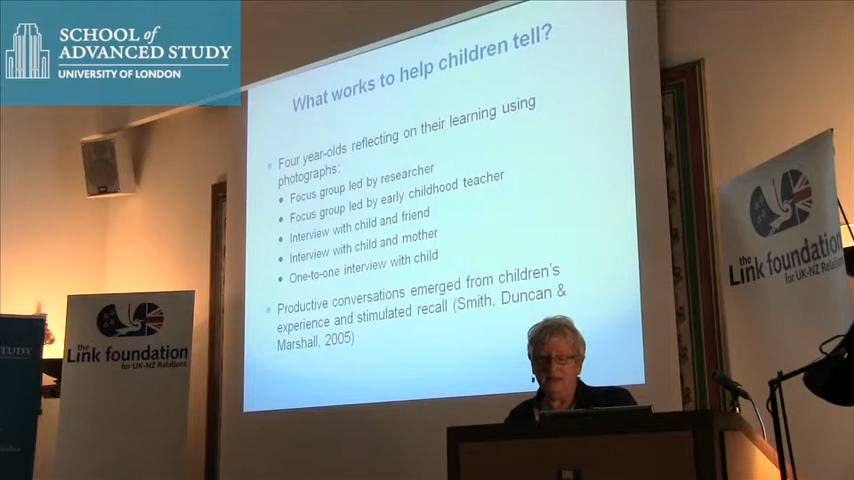 SCHOOL of
ADVANCED STUDY
UNIVERSITY OF LONDON
What works to help children tell?
Four year-olds reflecting on their learning using
photographs:
Focus group led by researcher
Focus group led by early childhood teacher
Interview with child and friend
Interview with child and mother
One-to-one interview with child
Productive conversations emerged from children's
experience and stimulated recall (Smith, Duncan &
Marshall, 2005)
the
Link foundation
for UK-NZ Relations
the
Link foundation
for UK-NZ Relations
STUDY